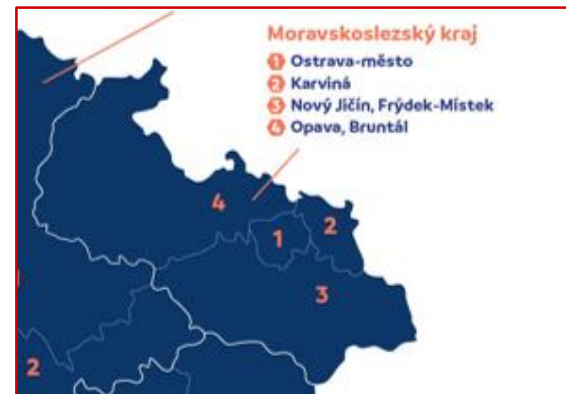 Moravskoslezský kraj
1 Ostrava-město
2 Karviná
3 Nový Jičín, Frýdek-Místek
4 Opava, Bruntál
4
1
2
3
2